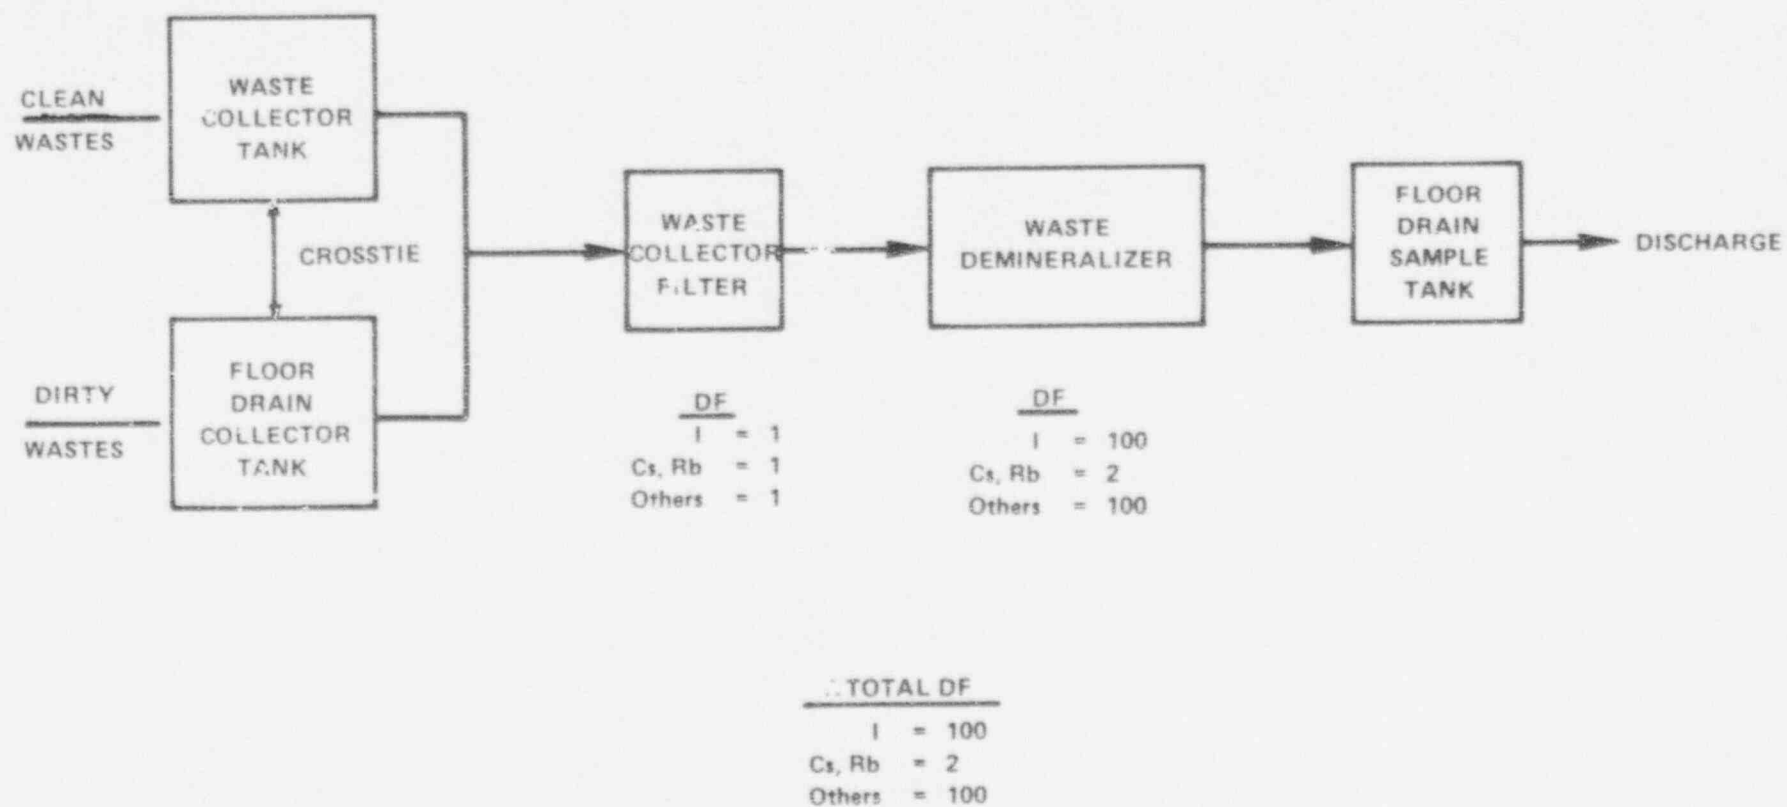 CLEAN
WASTES
WASTE
COLLECTOR
TANK
CROSSTIE
DIRTY
WASTES
FLOOR
DRAIN
COLLECTOR
TANK
WASTE
COLLECTOR
FILTER
WASTE
DEMINERALIZER
FLOOR
DRAIN
SAMPLE
TANK
DISCHARGE
DF
I = 1
Cs, Rb = 1
Others = 1
DF
I = 100
Cs, Rb = 2
Others = 100
∴ TOTAL DF
I = 100
Cs, Rb = 2
Others = 100